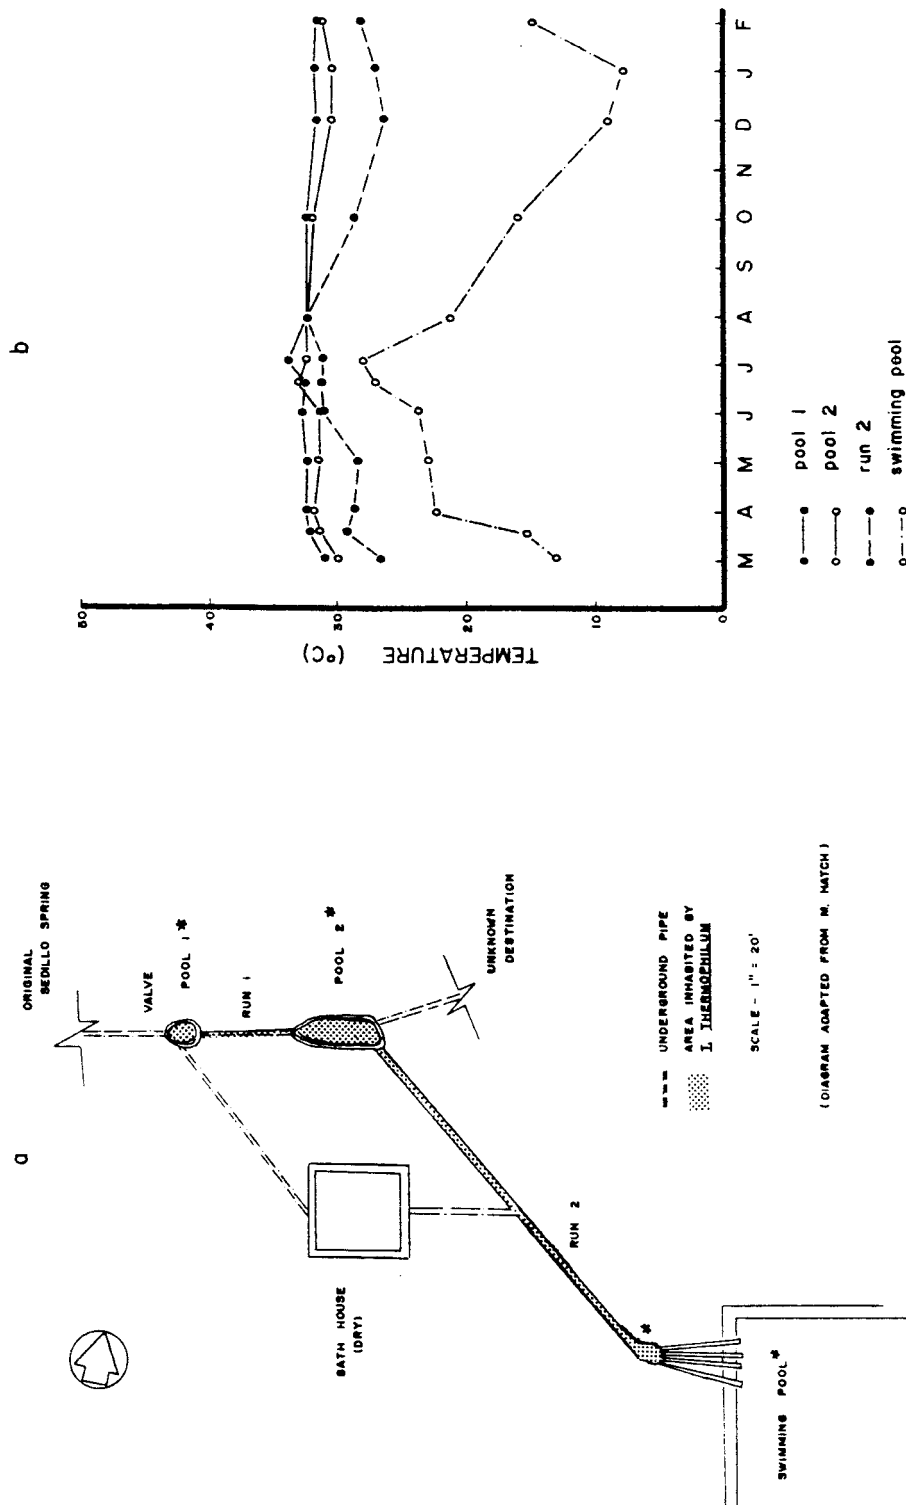 a
ORIGINAL
SEDILLO SPRING
VALVE
POOL 1*
RUN 1
POOL 2*
UNKNOWN
DESTINATION
BATH HOUSE
(DRY)
RUN 2
*
SWIMMING POOL*
UNDERGROUND PIPE
AREA INHABITED BY
T. THERMOPHILUM
SCALE - 1" = 20'
(DIAGRAM ADAPTED FROM M. HATCH)
b
TEMPERATURE (°C)
50
40
30
20
10
0
M A M J J A S O N D J F
pool 1
pool 2
run 2
swimming pool